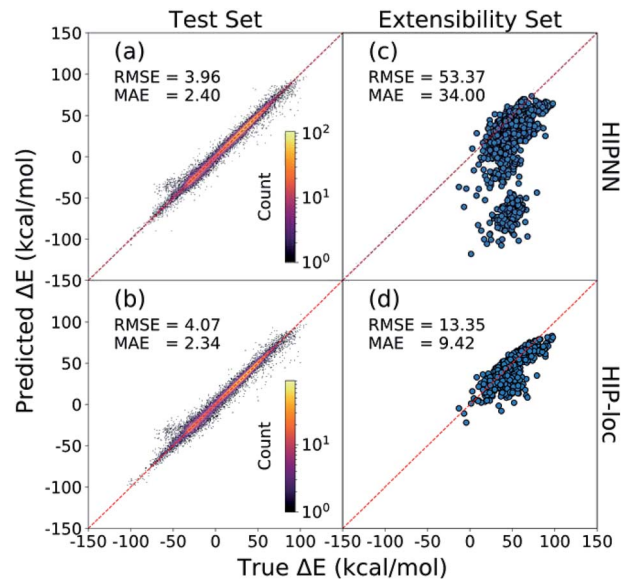 Test Set
Extensibility Set
Predicted ΔE (kcal/mol)
150
100
50
0
-50
-100
-150
(a)
RMSE = 3.96
MAE = 2.40
Count
10²
10¹
10⁰
(c)
RMSE = 53.37
MAE = 34.00
HIPNN
150
100
50
0
-50
-100
-150
(b)
RMSE = 4.07
MAE = 2.34
Count
10¹
10⁰
(d)
RMSE = 13.35
MAE = 9.42
HIP-loc
-150 -100 -50 0 50 100 -150 -100 -50 0 50 100 150
True ΔE (kcal/mol)